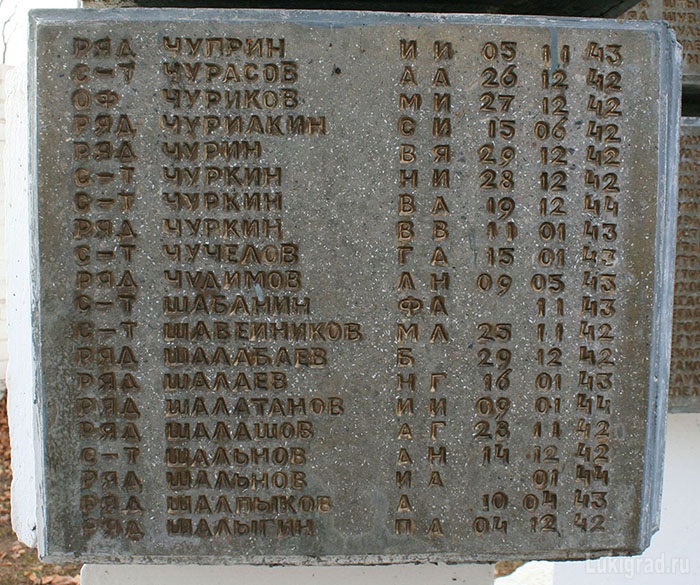 РЯД ЧУПРИН И И 05 11 43
С-Т ЧУРАСОВ А А 26 12 42
ОФ ЧУРИКОВ М И 27 12 42
РЯД ЧУРИЛКИН С И 15 06 42
РЯД ЧУРИН В Я 29 12 42
С-Т ЧУРКИН Н И 28 12 42
С-Т ЧУРКИН В А 19 12 44
РЯД ЧУРКИН В В 11 01 43
С-Т ЧУЧЕЛОВ Г А 15 01 43
РЯД ЧУДИМОВ А Н 09 05 43
С-Т ШАБАНИН Ф А 11 43
С-Т ШАВЕЙНИКОВ М Л 25 11 42
РЯД ШАЛАБАЕВ Б 29 12 42
РЯД ШАЛАЕВ Н Г 16 01 43
РЯД ШАЛАТАНОВ И И 09 01 44
РЯД ШАЛАШОВ А Г 28 11 42
С-Т ШАЛЬНОВ А Н 14 12 42
РЯД ШАЛЬНОВ И А 01 44
РЯД ШАЛПЫКОВ А 10 04 43
РЯД ШАЛЫГИН П А 04 12 42
Lukigrad.ru